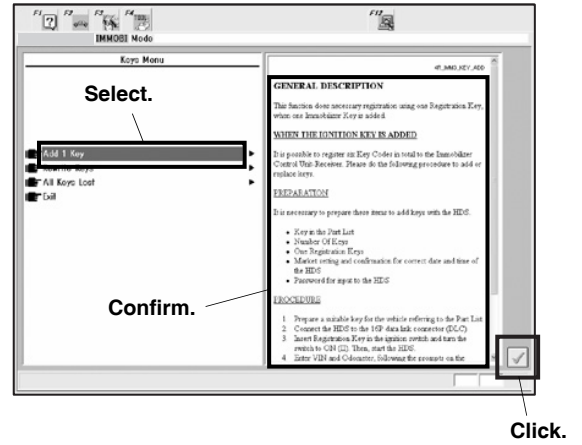 F1 F2 F3 F4 F12
IMMOBI Mode
Keys Menu
41_IMMO_KEY_ADD
Select.
GENERAL DESCRIPTION
This function does necessary registration using one Registration Key,
when one Immobilizer Key is added.
WHEN THE IGNITION KEY IS ADDED
Add 1 Key
Rewrite Keys
All Keys Lost
Exit
It is possible to register six Key Codes in total to the Immobilizer
Control Unit-Receiver. Please do the following procedure to add or
replace keys.
PREPARATION
It is necessary to prepare these items to add keys with the HDS.
• Key in the Part List
• Number Of Keys
• One Registration Keys
• Market setting and confirmation for correct date and time of
the HDS
• Password for input to the HDS
Confirm.
PROCEDURE
1 Prepare a suitable key for the vehicle referring to the Part List
2 Connect the HDS to the 16P data link connector (DLC)
3 Insert Registration Key in the ignition switch and turn the
switch to ON (II). Then, start the HDS.
4 Enter VIN and Odometer, following the prompts on the
Click.